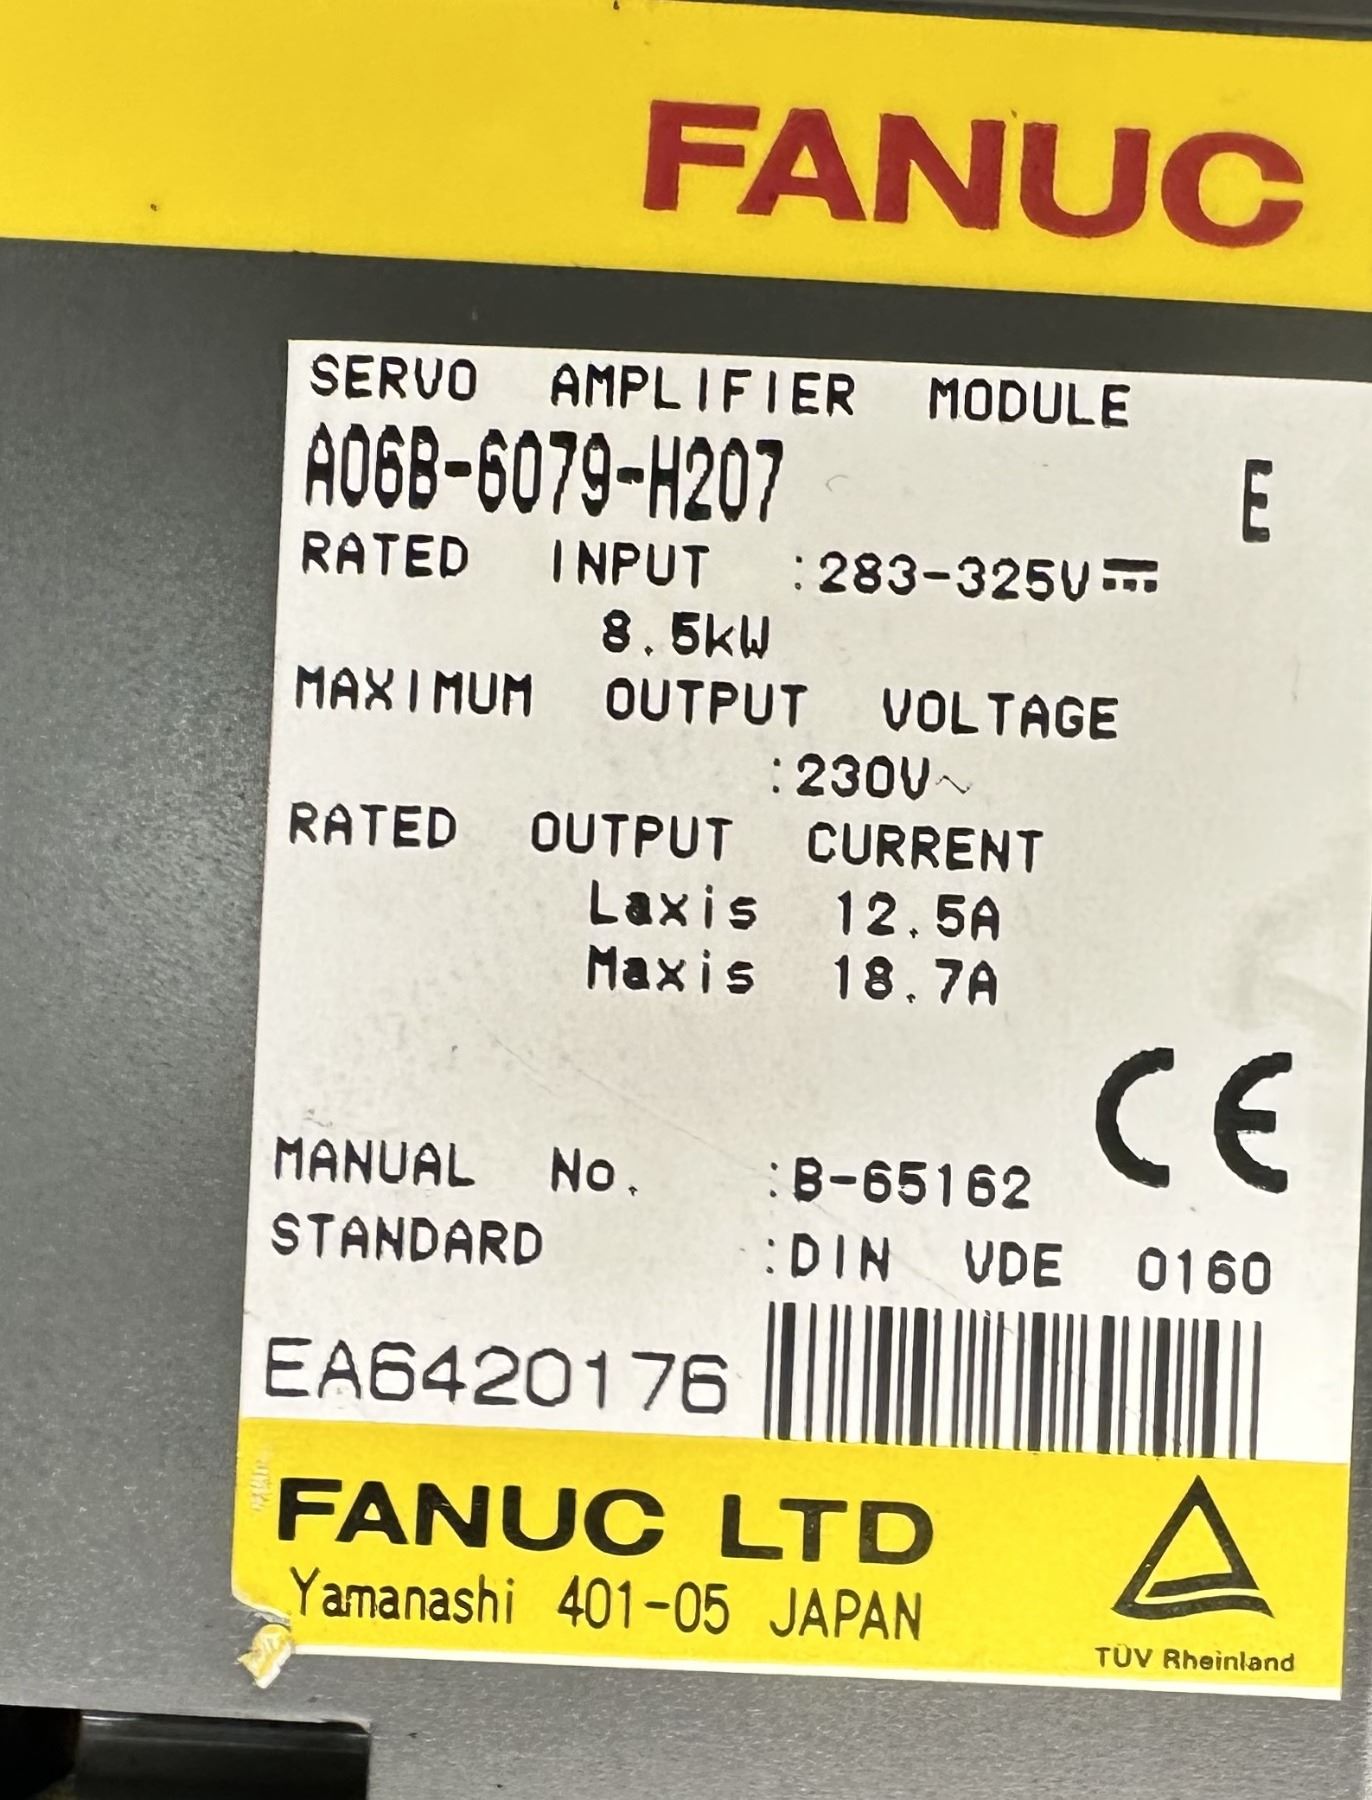 FANUC
SERVO AMPLIFIER MODULE
A06B-6079-H207 E
RATED INPUT :283-325V⎓
8.5kW
MAXIMUM OUTPUT VOLTAGE
:230V~
RATED OUTPUT CURRENT
Laxis 12.5A
Maxis 18.7A
CE
MANUAL No. :B-65162
STANDARD :DIN VDE 0160
EA6420176
FANUC LTD
Yamanashi 401-05 JAPAN
TÜV Rheinland